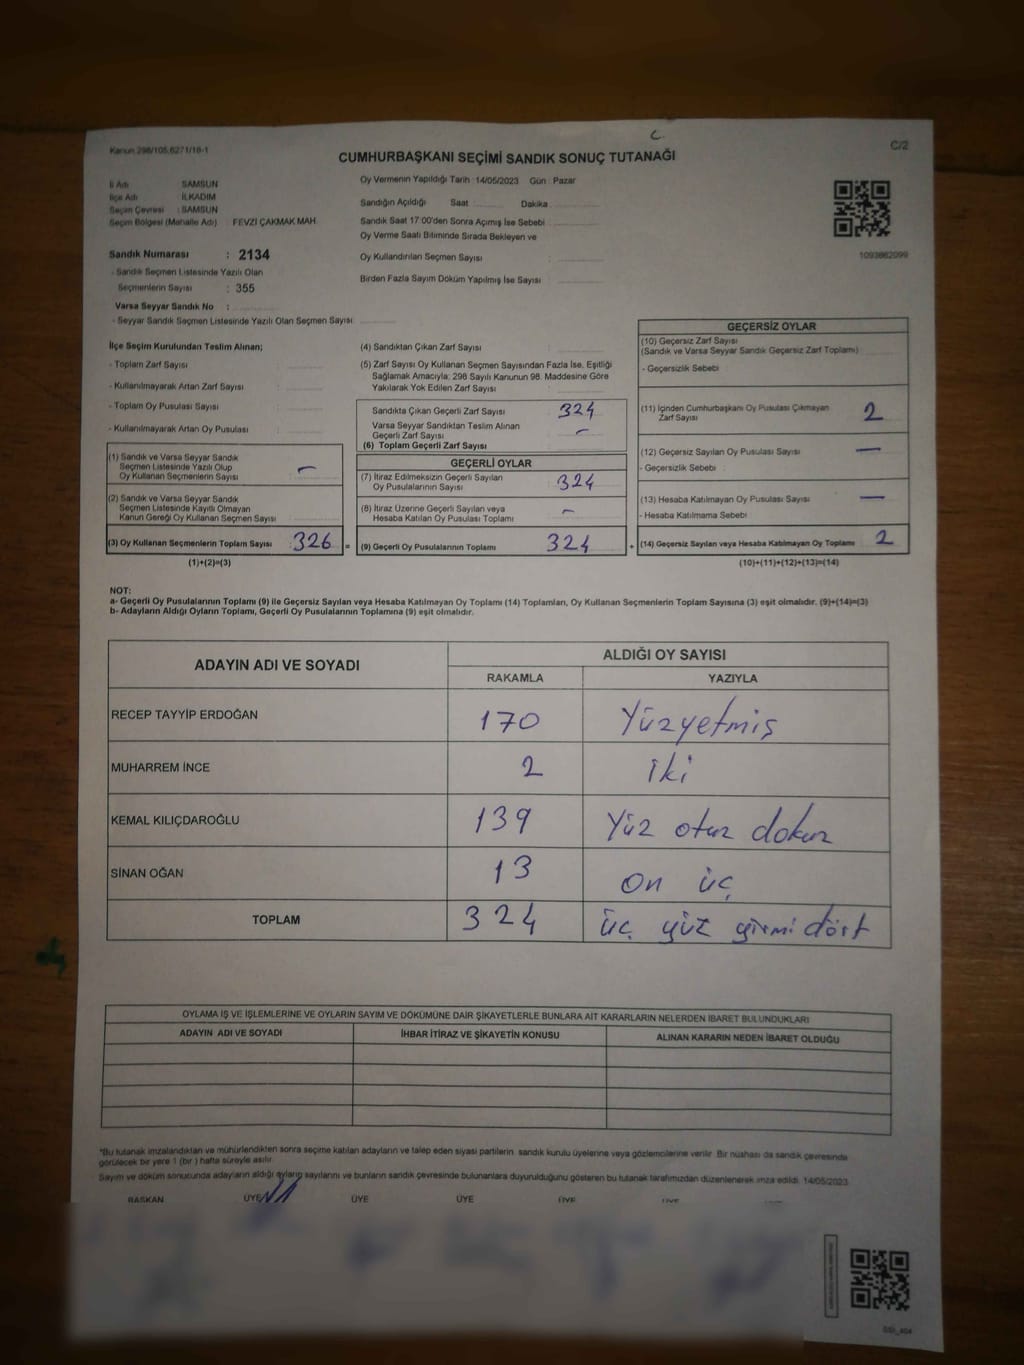 Kanun 298/105,6271/18-1
C.
C/2
CUMHURBAŞKANI SEÇİMİ SANDIK SONUÇ TUTANAĞI
İl Adı SAMSUN
İlçe Adı İLKADIM
Seçim Çevresi : SAMSUN
Seçim Bölgesi (Mahalle Adı) : FEVZİ ÇAKMAK MAH.
Sandık Numarası : 2134
- Sandık Seçmen Listesinde Yazılı Olan
Seçmenlerin Sayısı : 355
Varsa Seyyar Sandık No :
- Seyyar Sandık Seçmen Listesinde Yazılı Olan Seçmen Sayısı
Oy Vermenin Yapıldığı Tarih : 14/05/2023 Gün : Pazar
Sandığın Açıldığı Saat Dakika
Sandık Saat 17:00'den Sonra Açımış İse Sebebi
Oy Verme Saati Bitiminde Sırada Bekleyen ve
Oy Kullandırılan Seçmen Sayısı :
Birden Fazla Sayım Döküm Yapılmış İse Sayısı
1093862099
İlçe Seçim Kurulundan Teslim Alınan;
- Toplam Zarf Sayısı :
- Kullanılmayarak Artan Zarf Sayısı
- Toplam Oy Pusulası Sayısı
- Kullanılmayarak Artan Oy Pusulası
(1) Sandık ve Varsa Seyyar Sandık
Seçmen Listesinde Yazılı Olup
Oy Kullanan Seçmenlerin Sayısı –
(2) Sandık ve Varsa Seyyar Sandık
Seçmen Listesinde Kayıtlı Olmayan
Kanun Gereği Oy Kullanan Seçmen Sayısı
(3) Oy Kullanan Seçmenlerin Toplam Sayısı : 326 =
(1)+(2)=(3)
(4) Sandıktan Çıkan Zarf Sayısı
(5) Zarf Sayısı Oy Kullanan Seçmen Sayısından Fazla İse, Eşitliği
Sağlamak Amacıyla; 298 Sayılı Kanunun 98. Maddesine Göre
Yakılarak Yok Edilen Zarf Sayısı
Sandıkta Çıkan Geçerli Zarf Sayısı 324
Varsa Seyyar Sandıktan Teslim Alınan
Geçerli Zarf Sayısı –
(6) Toplam Geçerli Zarf Sayısı
GEÇERLİ OYLAR
(7) İtiraz Edilmeksizin Geçerli Sayılan
Oy Pusulalarının Sayısı 324
(8) İtiraz Üzerine Geçerli Sayılan veya
Hesaba Katılan Oy Pusulası Toplamı –
(9) Geçerli Oy Pusulalarının Toplamı 324 +
GEÇERSİZ OYLAR
(10) Geçersiz Zarf Sayısı
(Sandık ve Varsa Seyyar Sandık Geçersiz Zarf Toplamı)
- Geçersizlik Sebebi
(11) İçinden Cumhurbaşkanı Oy Pusulası Çıkmayan
Zarf Sayısı 2
(12) Geçersiz Sayılan Oy Pusulası Sayısı —
- Geçersizlik Sebebi :
(13) Hesaba Katılmayan Oy Pusulası Sayısı —
- Hesaba Katılmama Sebebi
(14) Geçersiz Sayılan veya Hesaba Katılmayan Oy Toplamı 2
(10)+(11)+(12)+(13)=(14)
NOT:
a- Geçerli Oy Pusulalarının Toplamı (9) ile Geçersiz Sayılan veya Hesaba Katılmayan Oy Toplamı (14) Toplamları, Oy Kullanan Seçmenlerin Toplam Sayısına (3) eşit olmalıdır. (9)+(14)=(3)
b- Adayların Aldığı Oyların Toplamı, Geçerli Oy Pusulalarının Toplamına (9) eşit olmalıdır.
ADAYIN ADI VE SOYADI
ALDIĞI OY SAYISI
RAKAMLA YAZIYLA
RECEP TAYYİP ERDOĞAN 170 Yüzyetmiş
MUHARREM İNCE 2 iki
KEMAL KILIÇDAROĞLU 139 Yüz otuz dokuz
SİNAN OĞAN 13 On üç
TOPLAM 324 üç yüz yirmi dört
OYLAMA İŞ VE İŞLEMLERİNE VE OYLARIN SAYIM VE DÖKÜMÜNE DAİR ŞİKAYETLERLE BUNLARA AİT KARARLARIN NELERDEN İBARET BULUNDUKLARI
ADAYIN ADI VE SOYADI İHBAR İTİRAZ VE ŞİKAYETİN KONUSU ALINAN KARARIN NEDEN İBARET OLDUĞU
*Bu tutanak imzalandıktan ve mühürlendikten sonra seçime katılan adayların ve talep eden siyasi partilerin sandık kurulu üyelerine veya gözlemcilerine verilir. Bir nüshası da sandık çevresinde
görülecek bir yere 1 (bir ) hafta süreyle asılır.
Sayım ve döküm sonucunda adayların aldığı oyların sayılarını ve bunların sandık çevresinde bulunanlara duyurulduğunu gösteren bu tutanak tarafımızdan düzenlenerek imza edildi. 14/05/2023
BAŞKAN ÜYE ÜYE ÜYE ÜYE ÜYE